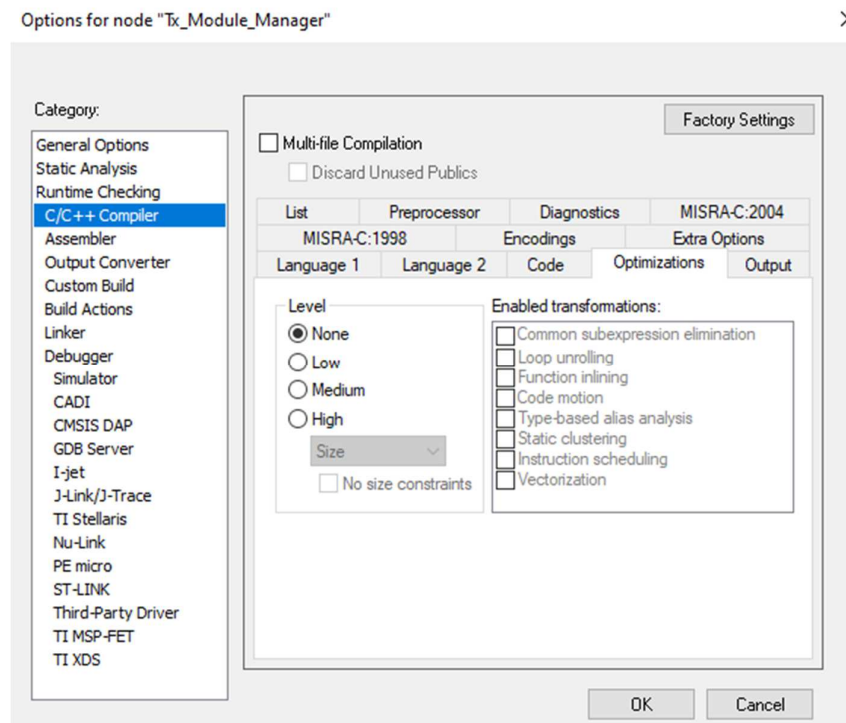 Options for node "Tx_Module_Manager"
Category:
General Options
Static Analysis
Runtime Checking
C/C++ Compiler
Assembler
Output Converter
Custom Build
Build Actions
Linker
Debugger
Simulator
CADI
CMSIS DAP
GDB Server
I-jet
J-Link/J-Trace
TI Stellaris
Nu-Link
PE micro
ST-LINK
Third-Party Driver
TI MSP-FET
TI XDS
Factory Settings
Multi-file Compilation
Discard Unused Publics
List Preprocessor Diagnostics MISRA-C:2004
MISRA-C:1998 Encodings Extra Options
Language 1 Language 2 Code Optimizations Output
Level
None
Low
Medium
High
Size
No size constraints
Enabled transformations:
Common subexpression elimination
Loop unrolling
Function inlining
Code motion
Type-based alias analysis
Static clustering
Instruction scheduling
Vectorization
OK Cancel